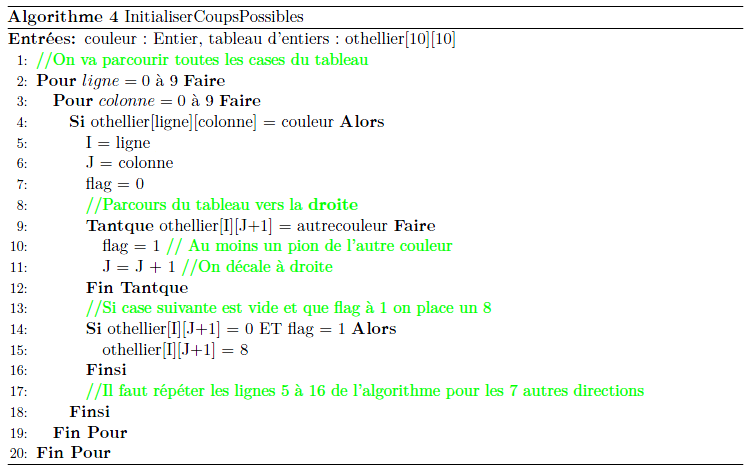 Algorithme 4 InitialiserCoupsPossibles
Entrées: couleur : Entier, tableau d'entiers : othellier[10][10]
1: //On va parcourir toutes les cases du tableau
2: Pour ligne = 0 à 9 Faire
3: Pour colonne = 0 à 9 Faire
4: Si othellier[ligne][colonne] = couleur Alors
5: I = ligne
6: J = colonne
7: flag = 0
8: //Parcours du tableau vers la droite
9: Tantque othellier[I][J+1] = autrecouleur Faire
10: flag = 1 // Au moins un pion de l'autre couleur
11: J = J + 1 //On décale à droite
12: Fin Tantque
13: //Si case suivante est vide et que flag à 1 on place un 8
14: Si othellier[I][J+1] = 0 ET flag = 1 Alors
15: othellier[I][J+1] = 8
16: Finsi
17: //Il faut répéter les lignes 5 à 16 de l'algorithme pour les 7 autres directions
18: Finsi
19: Fin Pour
20: Fin Pour